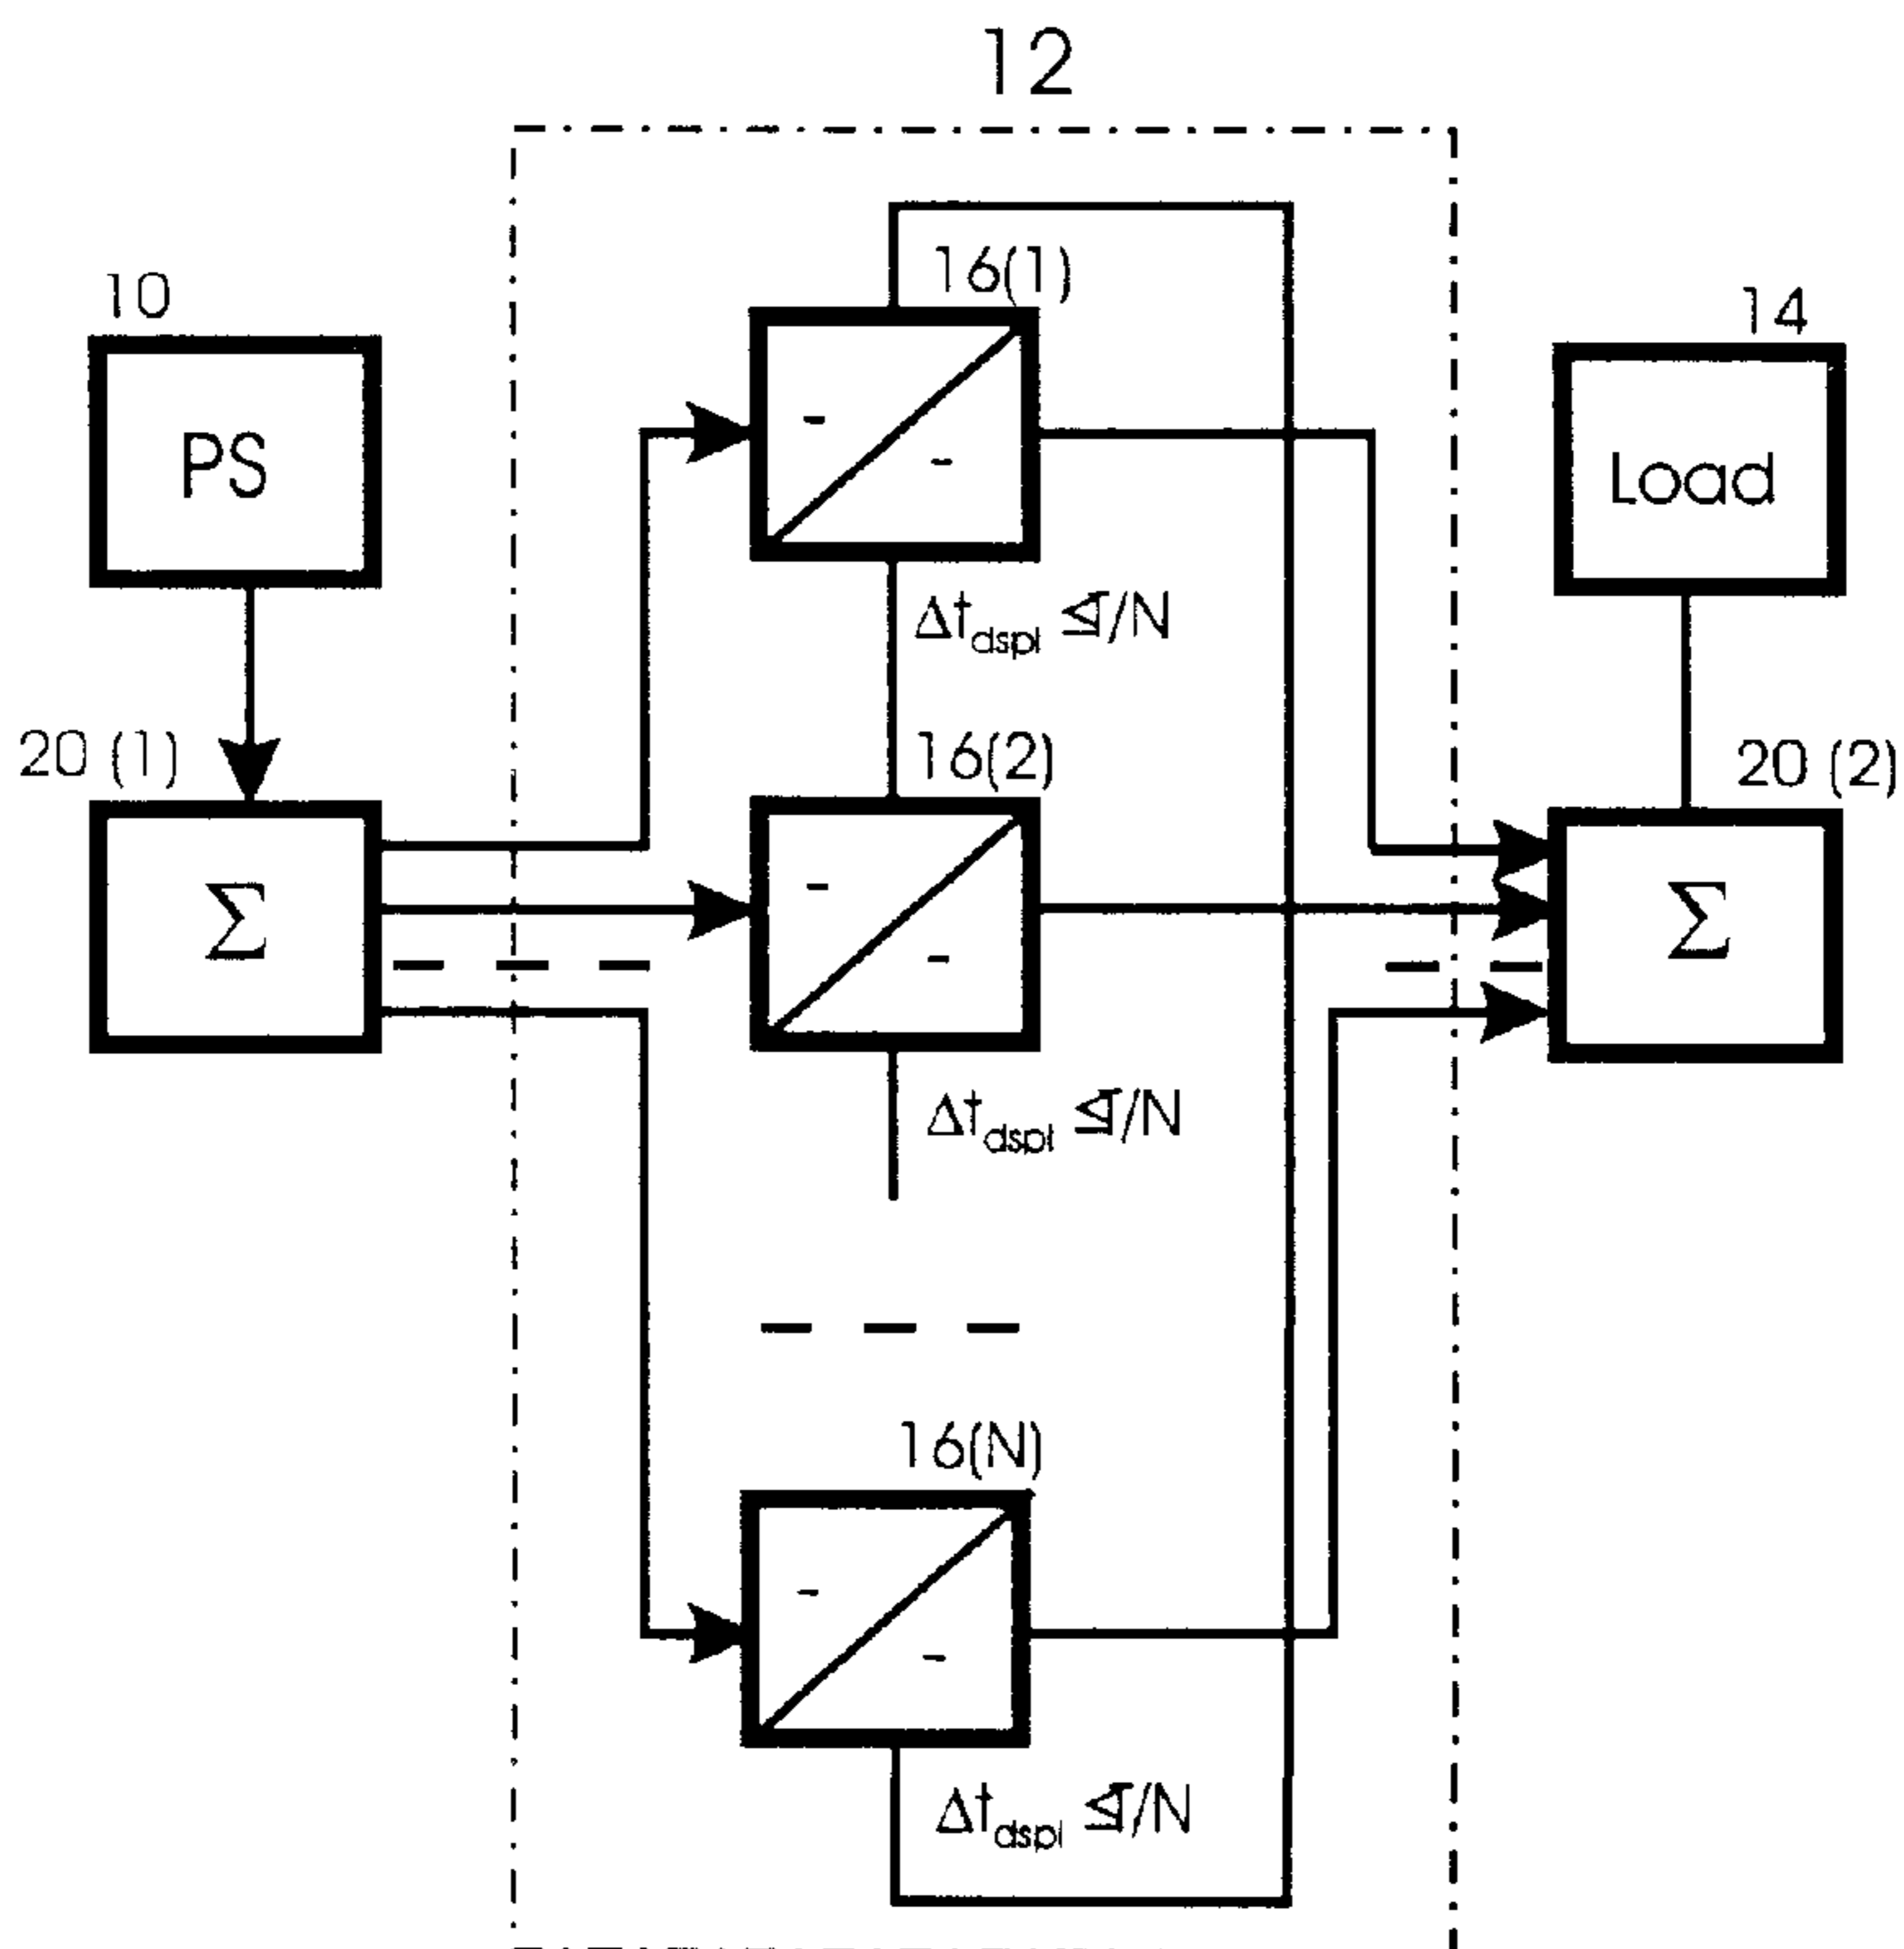 12
10
16(1)
14
PS
-
-
Load
Δt_dspl ≤T/N
20 (1)
16(2)
20 (2)
Σ
-
-
Σ
Δt_dspl ≤T/N
16(N)
-
-
Δt_dspl ≤T/N